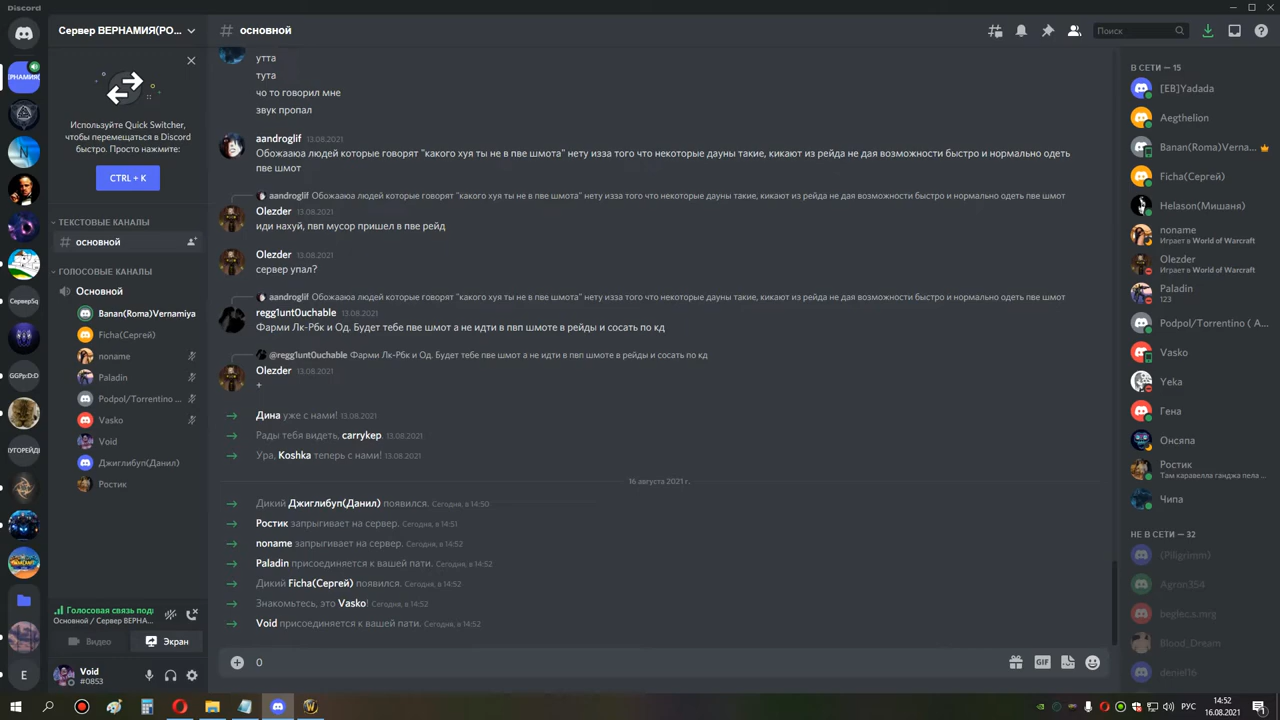 Discord
Сервер ВЕРНАМИЯ(РО...
# основной
Поиск
Используйте Quick Switcher,
чтобы перемещаться в Discord
быстро. Просто нажмите:
CTRL + K
ТЕКСТОВЫЕ КАНАЛЫ
# основной
ГОЛОСОВЫЕ КАНАЛЫ
Основной
Banan(Roma)Vernamiya
Ficha(Сергей)
noname
Paladin
Podpol/Torrentino ...
Vasko
Void
Джиглибуп(Данил)
Ростик
ServerSq
GGPp:D:D
Голосовая связь под
Основной / Сервер ВЕРНА...
Видео
Экран
E
Void
#0853
утта
тута
чо то говорил мне
звук пропал
aandroglif 13.08.2021
Обожааюа людей которые говорят "какого хуя ты не в пве шмота" нету изза того что некоторые дауны такие, кикают из рейда не дая возможности быстро и нормально одеть пве
шмот
aandroglif Обожааюа людей которые говорят "какого хуя ты не в пве шмота" нету изза того что некоторые дауны такие, кикают из рейда не дая возможности быстро и нормально одеть пве шмот
Olezder 13.08.2021
иди нахуй, пвп мусор пришел в пве рейд
Olezder 13.08.2021
сервер упал?
aandroglif Обожааюа людей которые говорят "какого хуя ты не в пве шмота" нету изза того что некоторые дауны такие, кикают из рейда не дая возможности быстро и нормально одеть пве шмот
regg1unt0uchable 13.08.2021
Фарми Лк-Рбк и Од. Будет тебе пве шмот а не идти в пвп шмоте в рейды и сосать по кд
@regg1unt0uchable Фарми Лк-Рбк и Од. Будет тебе пве шмот а не идти в пвп шмоте в рейды и сосать по кд
Olezder 13.08.2021
+
Дина уже с нами! 13.08.2021
Рады тебя видеть, carrykep. 13.08.2021
Ура, Koshka теперь с нами! 13.08.2021
16 августа 2021 г.
Дикий Джиглибуп(Данил) появился. Сегодня, в 14:50
Ростик запрыгивает на сервер. Сегодня, в 14:51
noname запрыгивает на сервер. Сегодня, в 14:52
Paladin присоединяется к вашей пати. Сегодня, в 14:52
Дикий Ficha(Сергей) появился. Сегодня, в 14:52
Знакомьтесь, это Vasko! Сегодня, в 14:52
Void присоединяется к вашей пати. Сегодня, в 14:52
0
GIF
В СЕТИ — 15
[EB]Yadada
Aegthelion
Banan(Roma)Verna...
Ficha(Сергей)
Helason(Мишаня)
noname
Играет в World of Warcraft
Olezder
Играет в World of Warcraft
Paladin
123
Podpol/Torrentino ( А...
Vasko
Yeka
Гена
Онсяпа
Ростик
Там каравелла ганджа пела ...
Чипа
НЕ В СЕТИ — 32
(Piligrimm)
Agron354
beglec.s.mrg
Blood_Dream
deniel16
РУС
14:52
16.08.2021